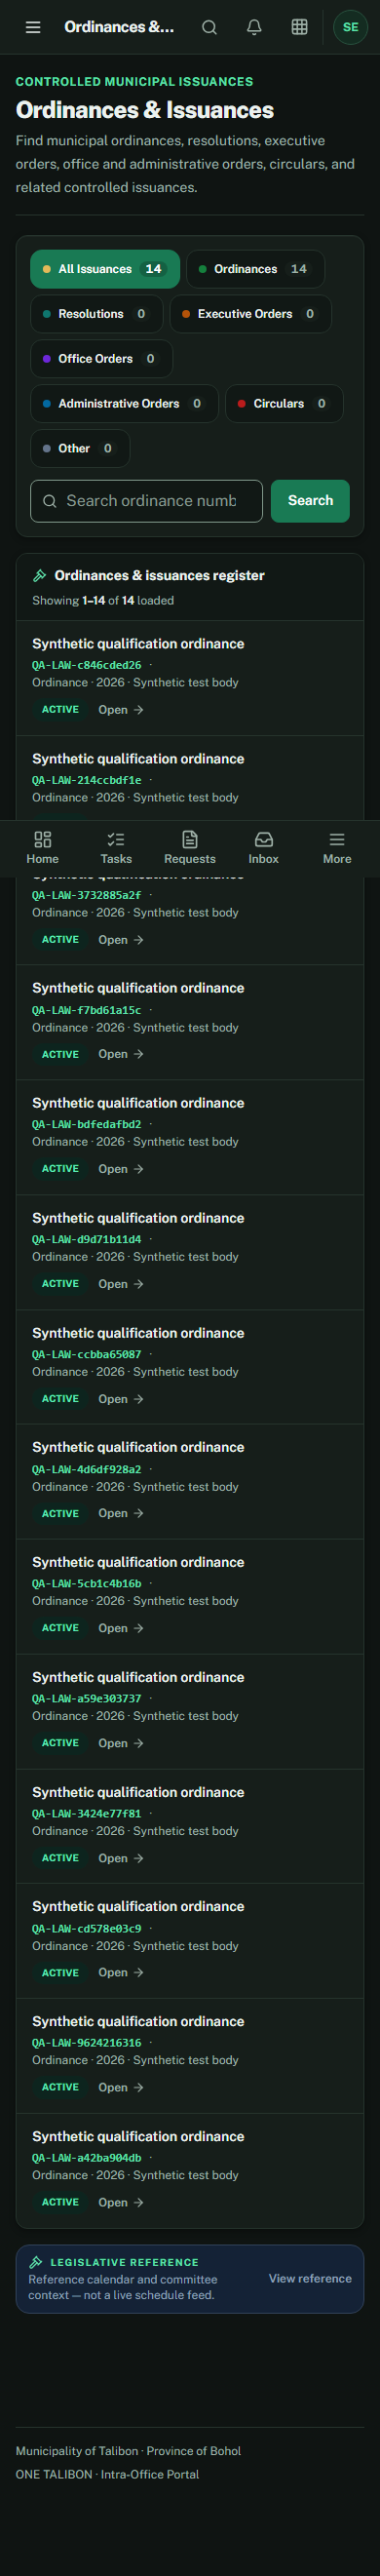 Ordinances &...
SE
CONTROLLED MUNICIPAL ISSUANCES
Ordinances & Issuances
Find municipal ordinances, resolutions, executive
orders, office and administrative orders, circulars, and
related controlled issuances.
All Issuances 14
Ordinances 14
Resolutions 0
Executive Orders 0
Office Orders 0
Administrative Orders 0
Circulars 0
Other 0
Search ordinance numb
Search
Ordinances & issuances register
Showing 1–14 of 14 loaded
Synthetic qualification ordinance
QA-LAW-c846cded26 ·
Ordinance · 2026 · Synthetic test body
ACTIVE Open →
Synthetic qualification ordinance
QA-LAW-214ccbdf1e ·
Ordinance · 2026 · Synthetic test body
Home Tasks Requests Inbox More
QA-LAW-3732885a2f ·
Ordinance · 2026 · Synthetic test body
ACTIVE Open →
Synthetic qualification ordinance
QA-LAW-f7bd61a15c ·
Ordinance · 2026 · Synthetic test body
ACTIVE Open →
Synthetic qualification ordinance
QA-LAW-bdfedafbd2 ·
Ordinance · 2026 · Synthetic test body
ACTIVE Open →
Synthetic qualification ordinance
QA-LAW-d9d71b11d4 ·
Ordinance · 2026 · Synthetic test body
ACTIVE Open →
Synthetic qualification ordinance
QA-LAW-ccbba65087 ·
Ordinance · 2026 · Synthetic test body
ACTIVE Open →
Synthetic qualification ordinance
QA-LAW-4d6df928a2 ·
Ordinance · 2026 · Synthetic test body
ACTIVE Open →
Synthetic qualification ordinance
QA-LAW-5cb1c4b16b ·
Ordinance · 2026 · Synthetic test body
ACTIVE Open →
Synthetic qualification ordinance
QA-LAW-a59e303737 ·
Ordinance · 2026 · Synthetic test body
ACTIVE Open →
Synthetic qualification ordinance
QA-LAW-3424e77f81 ·
Ordinance · 2026 · Synthetic test body
ACTIVE Open →
Synthetic qualification ordinance
QA-LAW-cd578e03c9 ·
Ordinance · 2026 · Synthetic test body
ACTIVE Open →
Synthetic qualification ordinance
QA-LAW-9624216316 ·
Ordinance · 2026 · Synthetic test body
ACTIVE Open →
Synthetic qualification ordinance
QA-LAW-a42ba904db ·
Ordinance · 2026 · Synthetic test body
ACTIVE Open →
LEGISLATIVE REFERENCE
Reference calendar and committee
context — not a live schedule feed.
View reference
Municipality of Talibon · Province of Bohol
ONE TALIBON · Intra-Office Portal